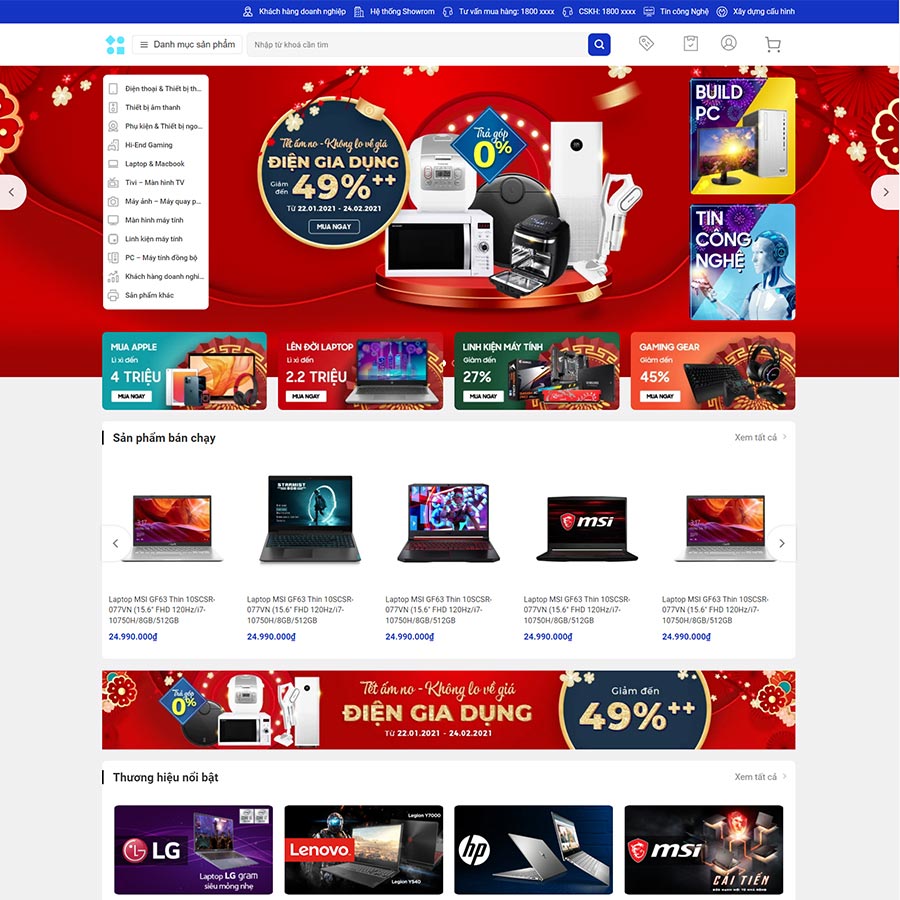 Khách hàng doanh nghiệp
Hệ thống Showrom
Tư vấn mua hàng: 1800 xxxx
CSKH: 1800 xxxx
Tin công Nghệ
Xây dựng cấu hình
Danh mục sản phẩm
Nhập từ khoá cần tìm
Điện thoại & Thiết bị th...
Thiết bị âm thanh
Phụ kiện & Thiết bị ngo...
Hi-End Gaming
Laptop & Macbook
Tivi – Màn hình TV
Máy ảnh – Máy quay p...
Màn hình máy tính
Linh kiện máy tính
PC – Máy tính đồng bộ
Khách hàng doanh nghi...
Sản phẩm khác
Tết ấm no - Không lo về giá
ĐIỆN GIA DỤNG
Giảm
đến
49%++
Từ 22.01.2021 - 24.02.2021
MUA NGAY
Trả góp
0%
BUILD
PC
TIN
CÔNG
NGHỆ
MUA APPLE
Lì xì đến
4 TRIỆU
MUA NGAY
LÊN ĐỜI LAPTOP
Lì xì đến
2.2 TRIỆU
MUA NGAY
LINH KIỆN MÁY TÍNH
Giảm đến
27%
MUA NGAY
GAMING GEAR
Giảm đến
45%
MUA NGAY
Sản phẩm bán chạy
Xem tất cả
msi
Laptop MSI GF63 Thin 10SCSR-
077VN (15.6" FHD 120Hz/i7-
10750H/8GB/512GB
24.990.000₫
Laptop MSI GF63 Thin 10SCSR-
077VN (15.6" FHD 120Hz/i7-
10750H/8GB/512GB
24.990.000₫
Laptop MSI GF63 Thin 10SCSR-
077VN (15.6" FHD 120Hz/i7-
10750H/8GB/512GB
24.990.000₫
Laptop MSI GF63 Thin 10SCSR-
077VN (15.6" FHD 120Hz/i7-
10750H/8GB/512GB
24.990.000₫
Laptop MSI GF63 Thin 10SCSR-
077VN (15.6" FHD 120Hz/i7-
10750H/8GB/512GB
24.990.000₫
Trả góp
0%
Tết ấm no - Không lo về giá
ĐIỆN GIA DỤNG
Từ 22.01.2021 - 24.02.2021
Giảm đến
49%++
Thương hiệu nổi bật
Xem tất cả
LG
Laptop LG gram
siêu mỏng nhẹ
Legion Y7000
Lenovo
Legion Y540
hp
msi
CẢI TIẾN